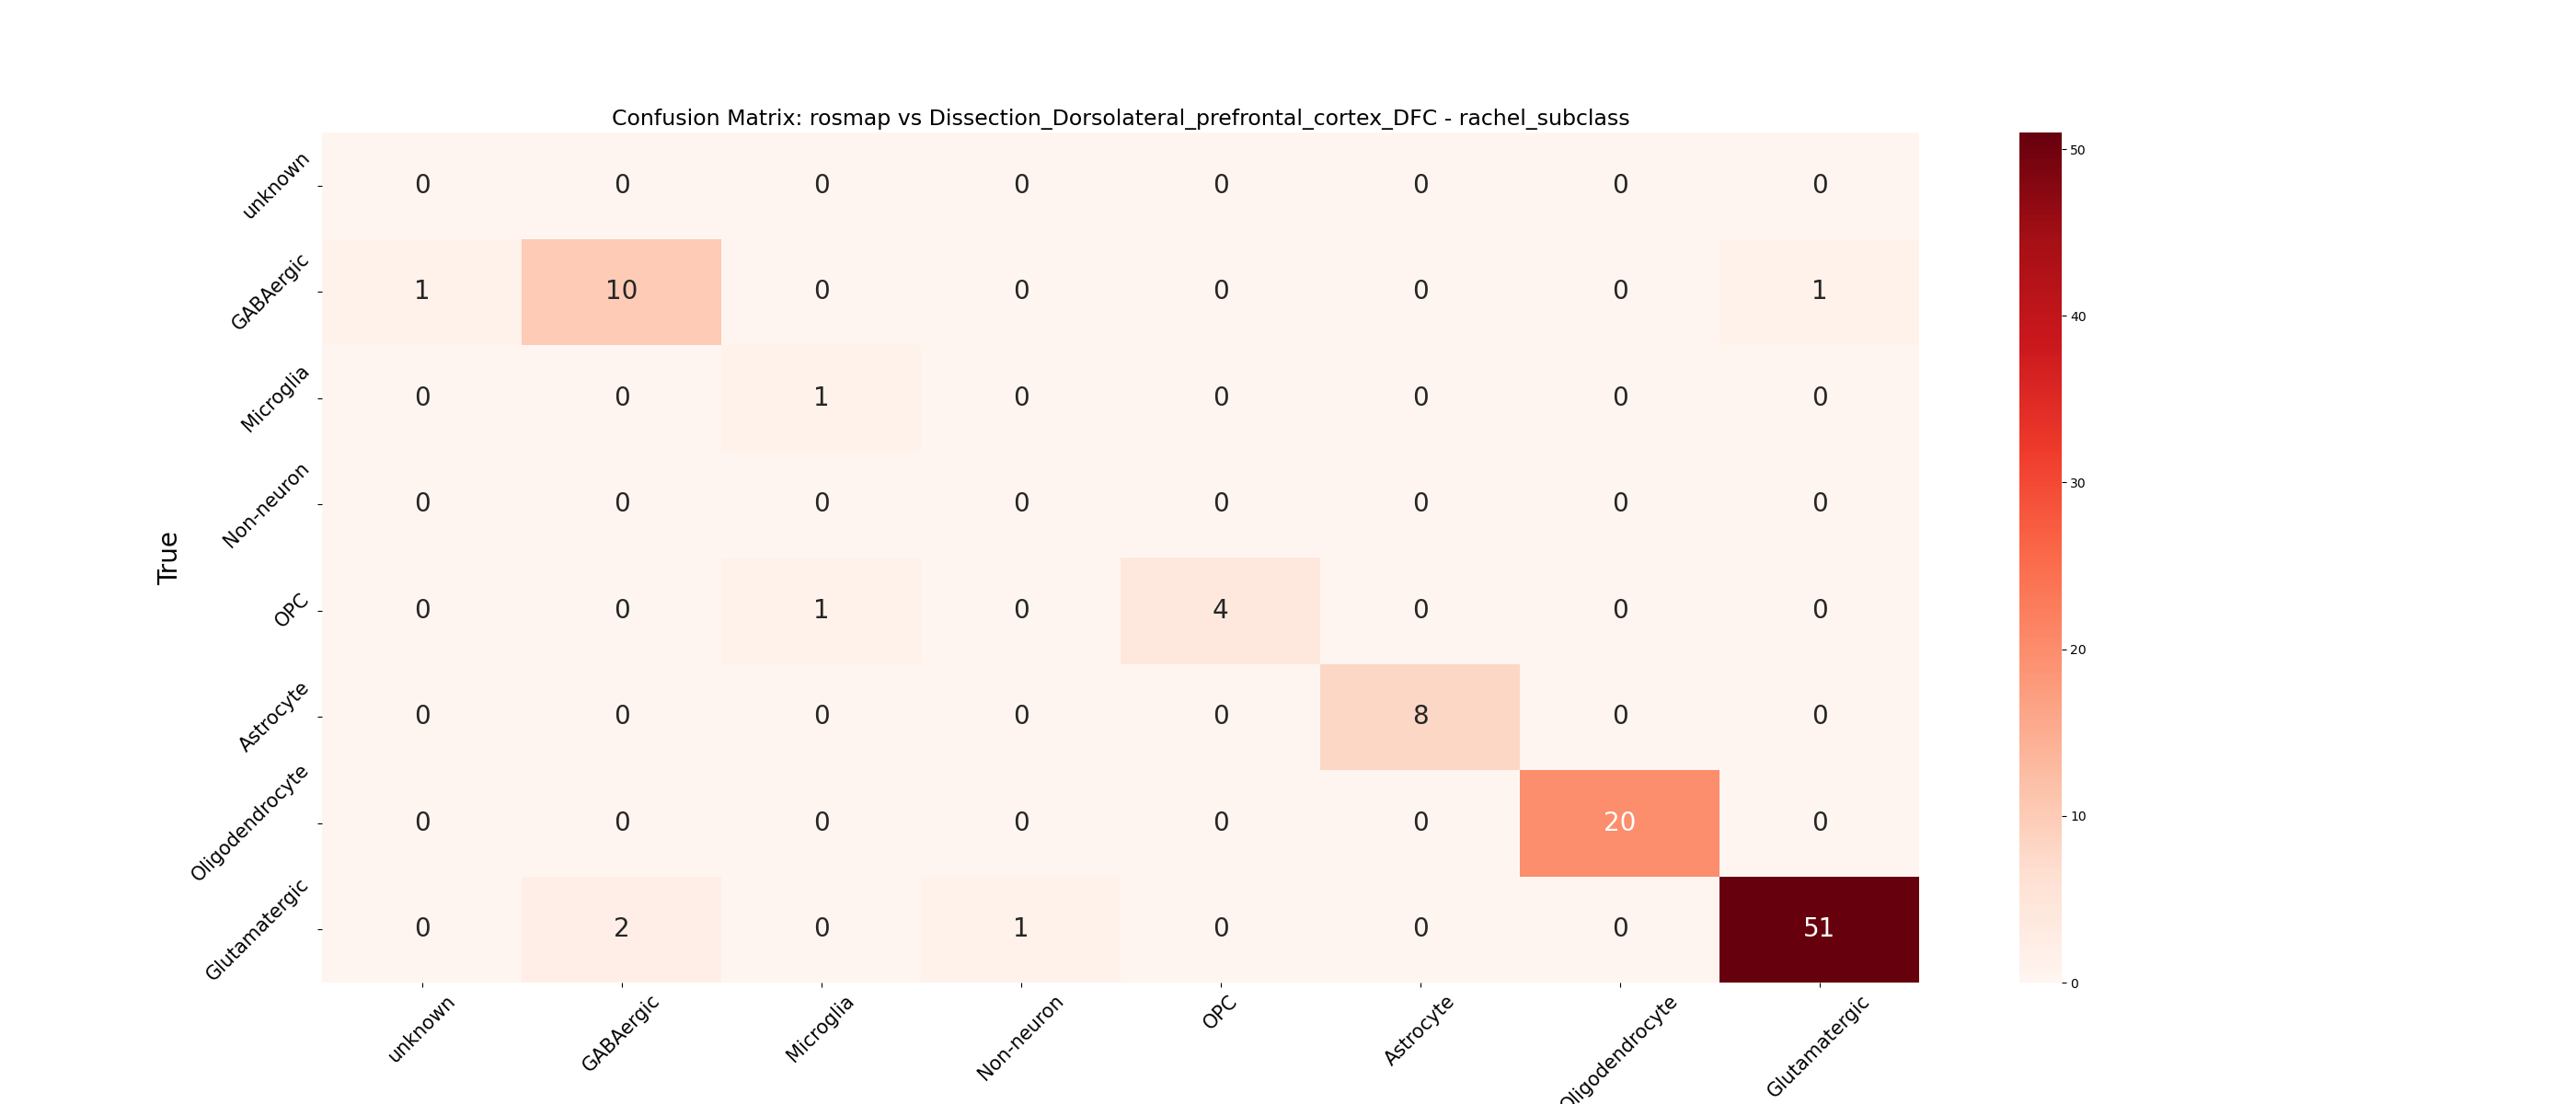 Confusion Matrix: rosmap vs Dissection_Dorsolateral_prefrontal_cortex_DFC - rachel_subclass
True
unknown 0 0 0 0 0 0 0 0
GABAergic 1 10 0 0 0 0 0 1
Microglia 0 0 1 0 0 0 0 0
Non-neuron 0 0 0 0 0 0 0 0
OPC 0 0 1 0 4 0 0 0
Astrocyte 0 0 0 0 0 8 0 0
Oligodendrocyte 0 0 0 0 0 0 20 0
Glutamatergic 0 2 0 1 0 0 0 51
unknown GABAergic Microglia Non-neuron OPC Astrocyte Oligodendrocyte Glutamatergic
50
40
30
20
10
0